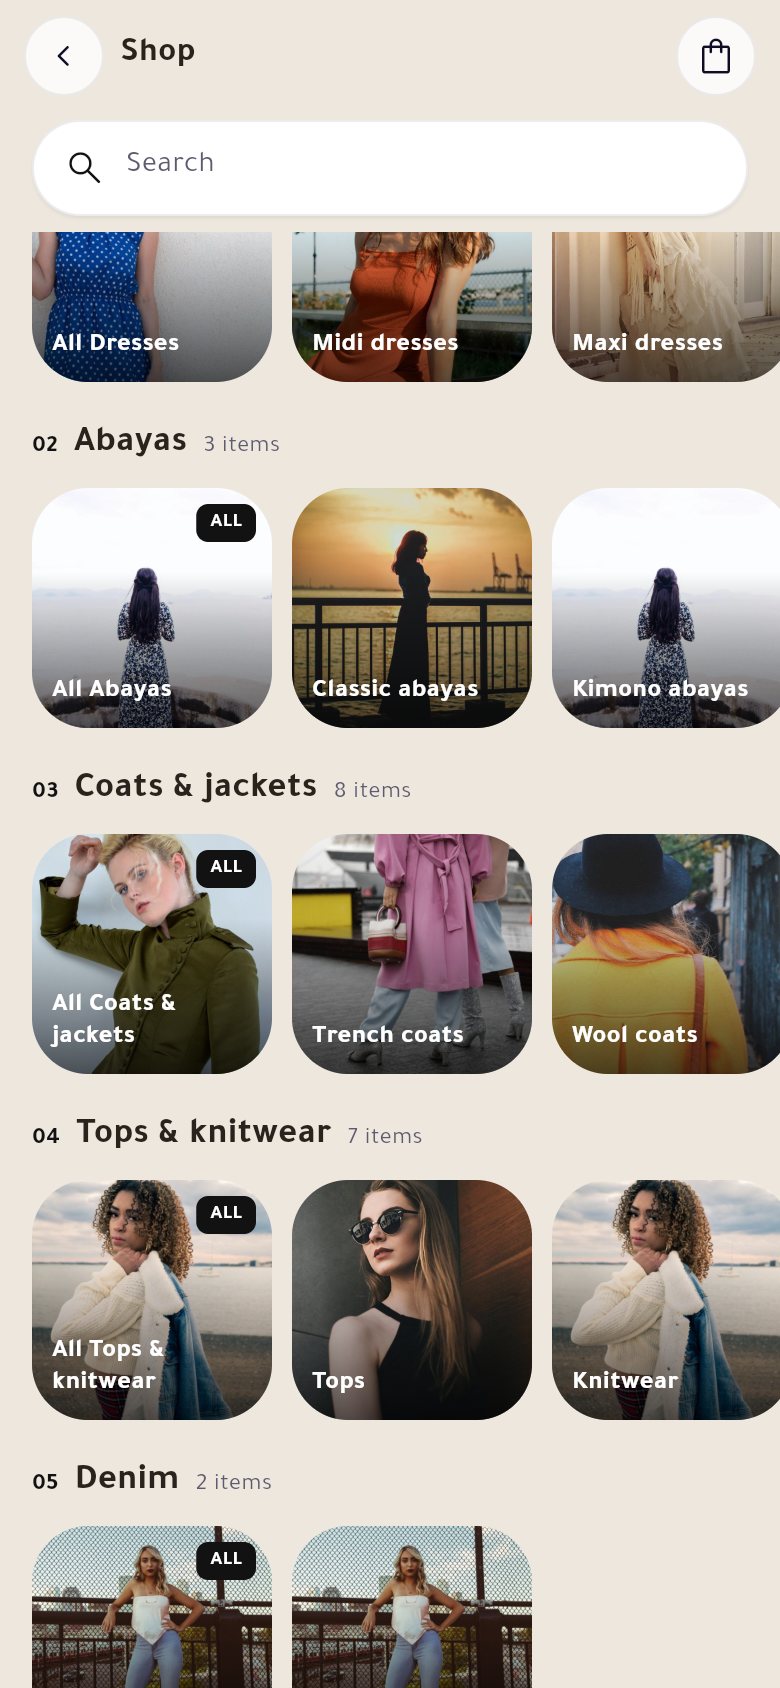 Shop
Search
All Dresses
Midi dresses
Maxi dresses
02 Abayas 3 items
ALL
All Abayas
Classic abayas
Kimono abayas
03 Coats & jackets 8 items
ALL
All Coats &
jackets
Trench coats
Wool coats
04 Tops & knitwear 7 items
ALL
All Tops &
knitwear
Tops
Knitwear
05 Denim 2 items
ALL